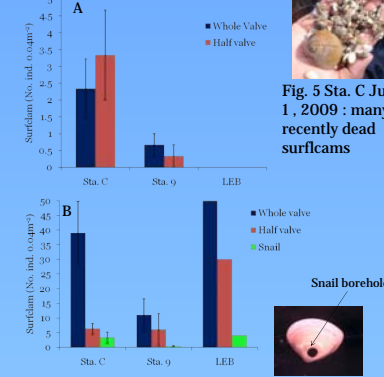 A
Surfclam (No. ind. 0.04m⁻²)
5
4.5
4
3.5
3
2.5
2
1.5
1
0.5
0
Whole Valve
Half valve
Sta. C
Sta. 9
LEB
Fig. 5 Sta. C Ju
1 , 2009 : many
recently dead
surflcams
B
Surfclam (No. ind. 0.04m⁻²)
50
45
40
35
30
25
20
15
10
5
0
Whole valve
Half valve
Snail
Sta. C
Sta. 9
LEB
Snail borehole